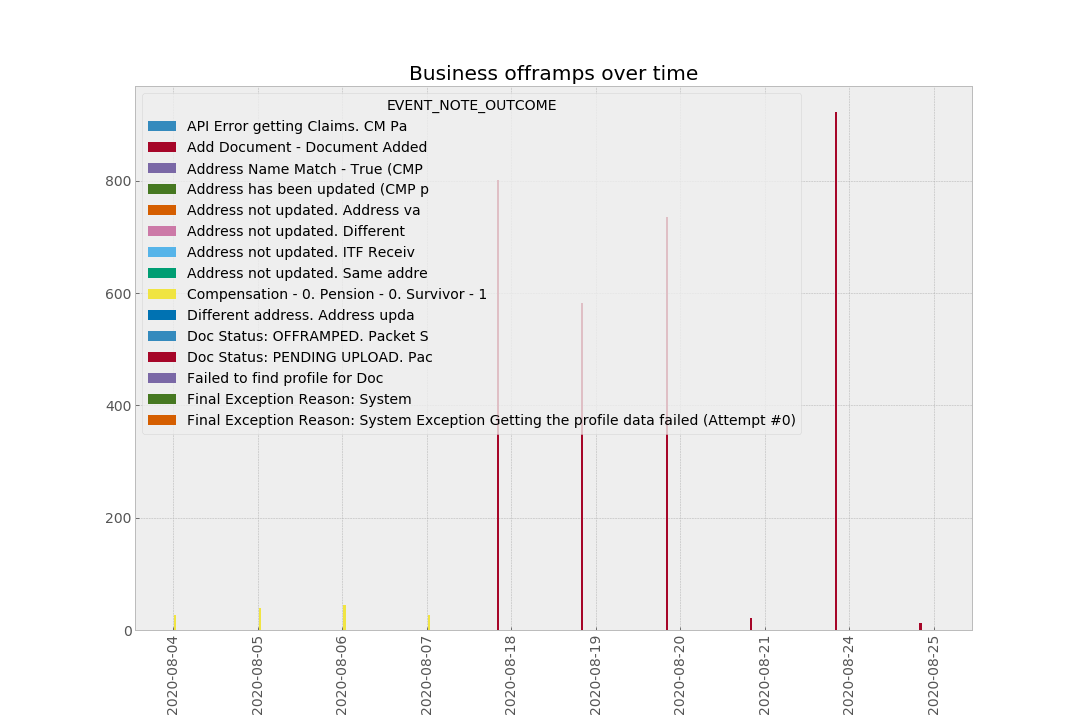 Business offramps over time
EVENT_NOTE_OUTCOME
API Error getting Claims. CM Pa
Add Document - Document Added
Address Name Match - True (CMP
Address has been updated (CMP p
Address not updated. Address va
Address not updated. Different
Address not updated. ITF Receiv
Address not updated. Same addre
Compensation - 0. Pension - 0. Survivor - 1
Different address. Address upda
Doc Status: OFFRAMPED. Packet S
Doc Status: PENDING UPLOAD. Pac
Failed to find profile for Doc
Final Exception Reason: System
Final Exception Reason: System Exception Getting the profile data failed (Attempt #0)
800
600
400
200
0
2020-08-04
2020-08-05
2020-08-06
2020-08-07
2020-08-18
2020-08-19
2020-08-20
2020-08-21
2020-08-24
2020-08-25